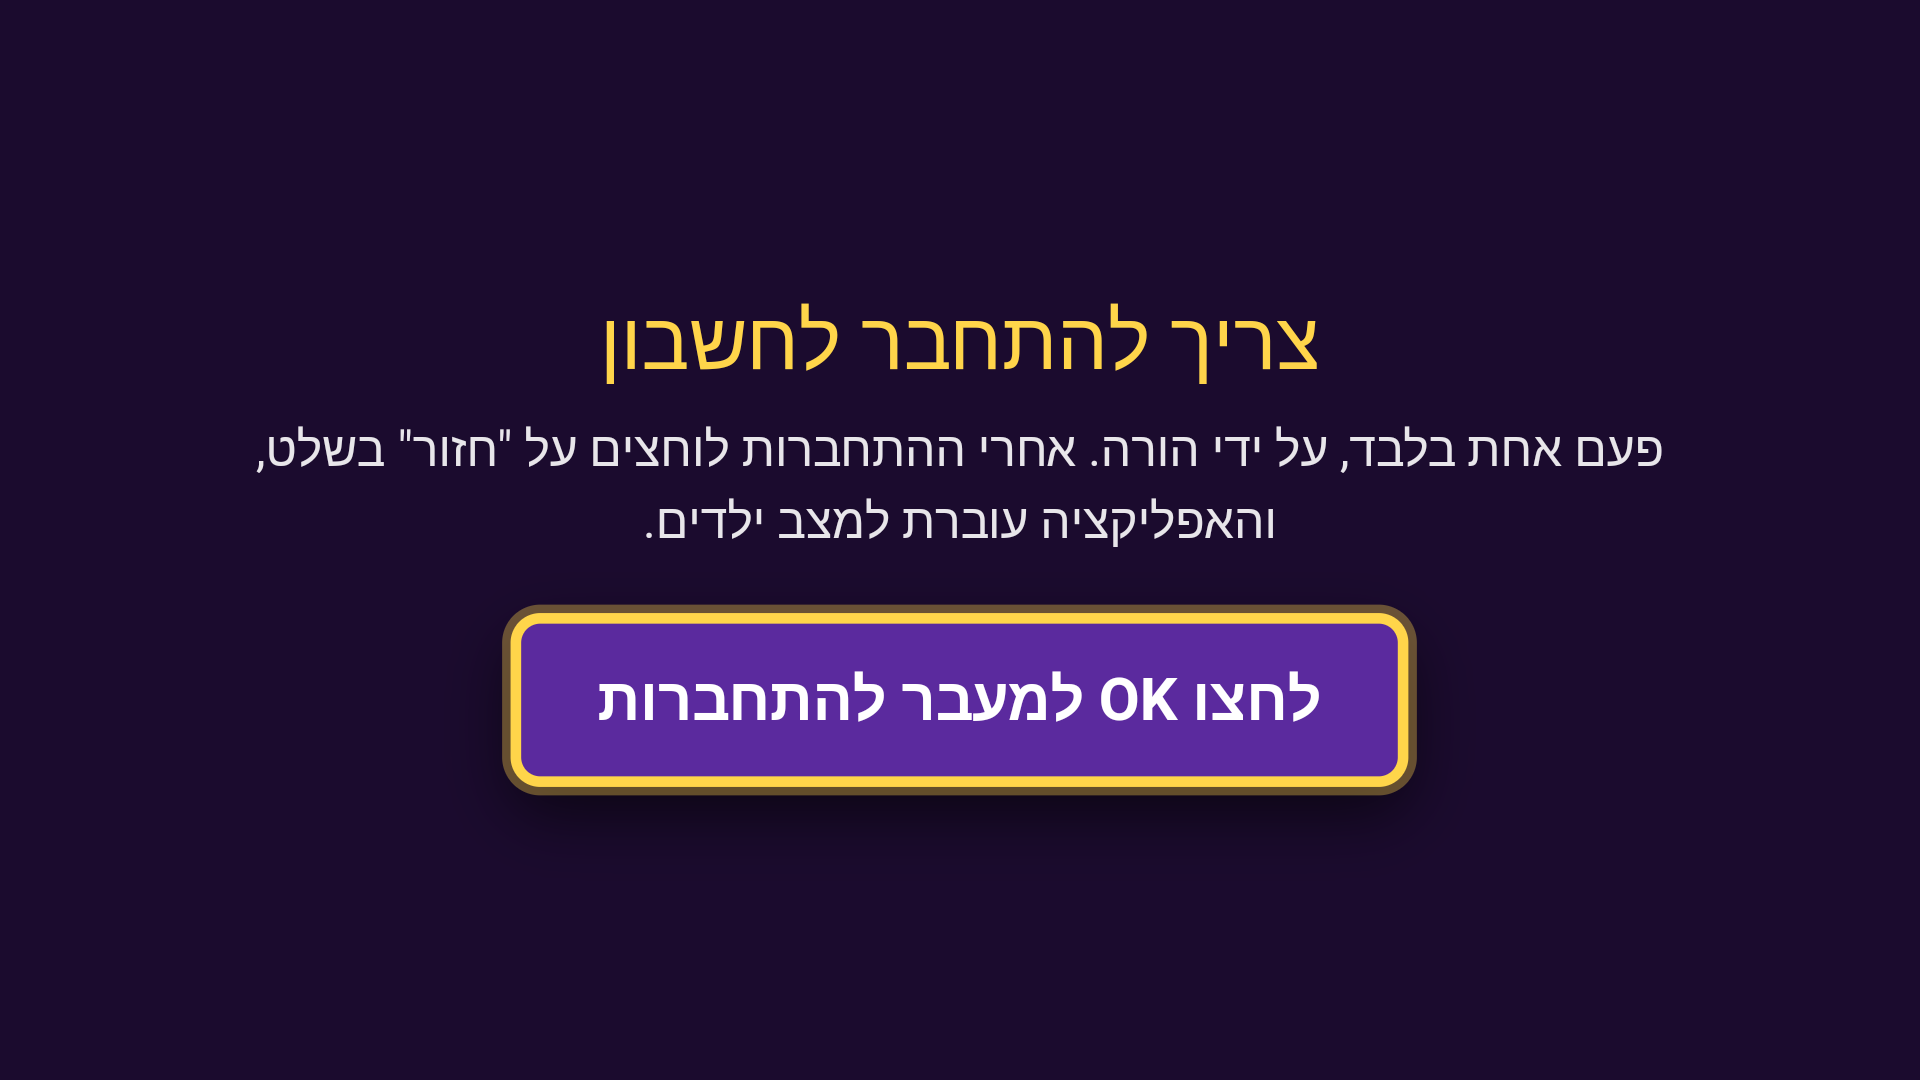 צריך להתחבר לחשבון
פעם אחת בלבד, על ידי הורה. אחרי ההתחברות לוחצים על "חזור" בשלט,
והאפליקציה עוברת למצב ילדים.
לחצו OK למעבר להתחברות